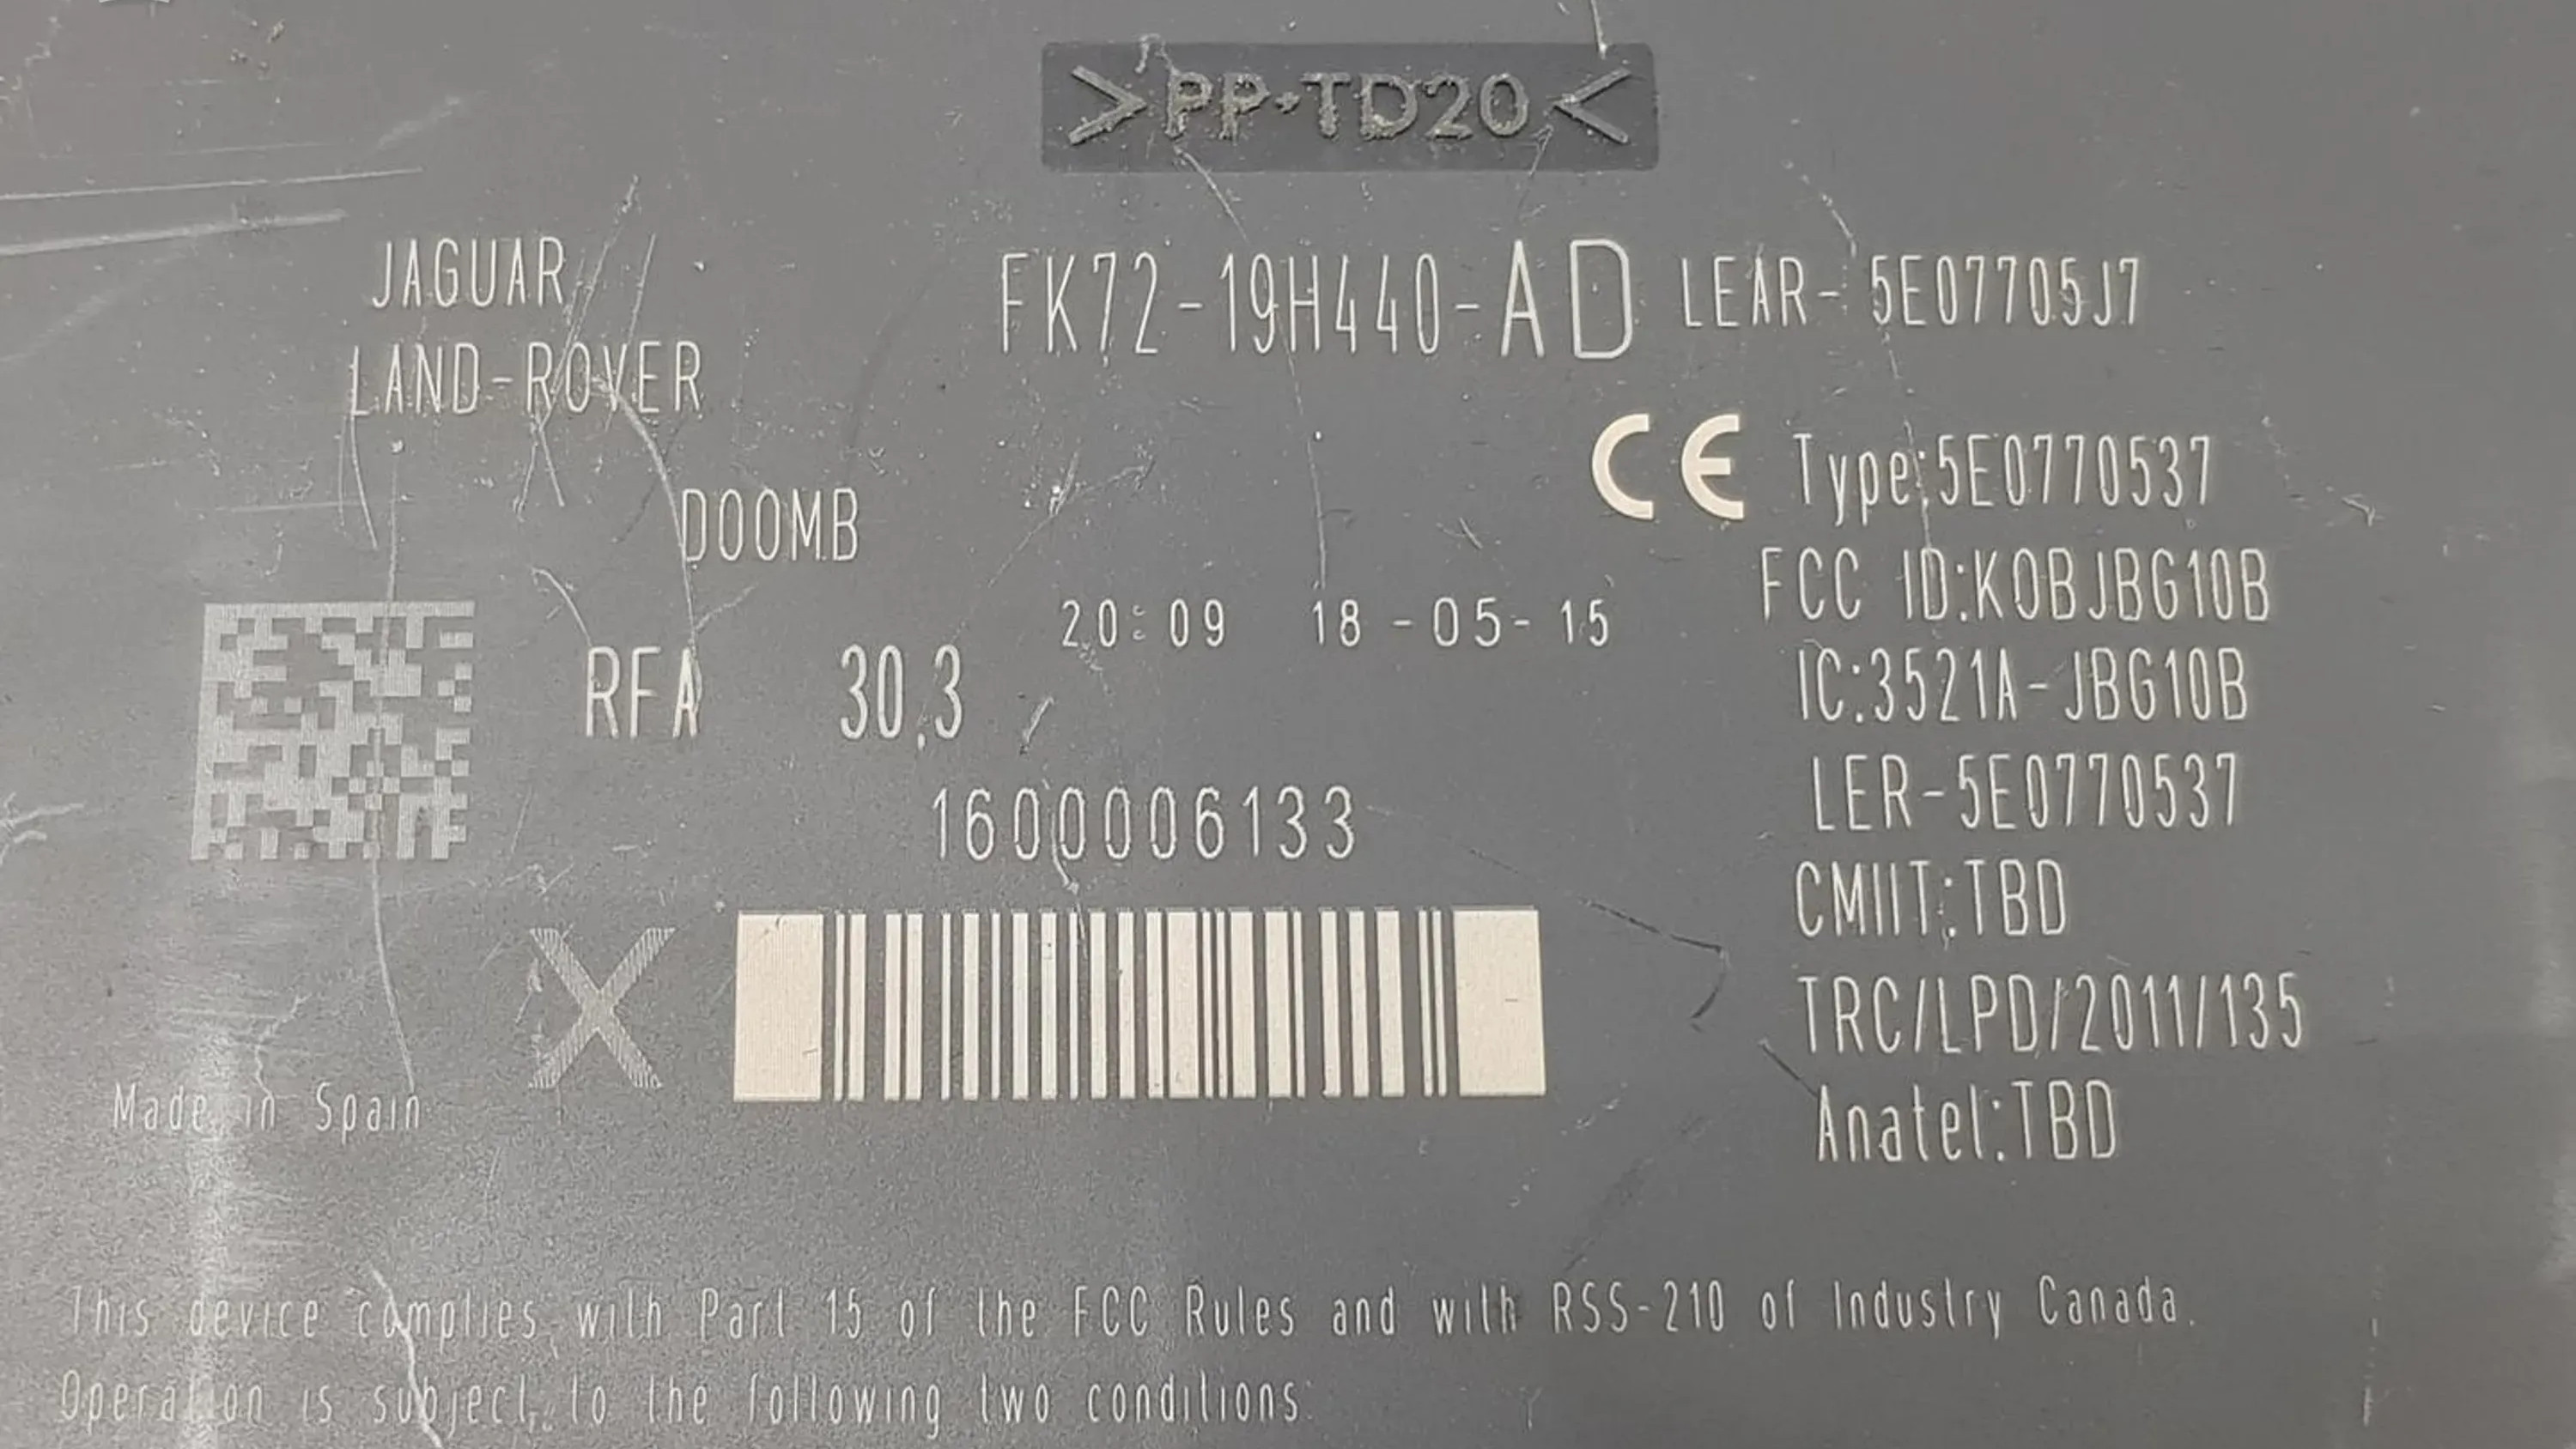 >PP-TD20<
JAGUAR
LAND-ROVER
FK72-19H440-AD LEAR-5E07705J7
CE Type:5E0770537
D00MB
FCC ID:KOBJBG10B
20:09 18-05-15
RFA 30,3
IC:3521A-JBG10B
LER-5E0770537
1600006133
CMIIT:TBD
X
TRC/LPD/2011/135
Made in Spain
Anatel:TBD
This device complies with Part 15 of the FCC Rules and with RSS-210 of Industry Canada.
Operation is subject to the following two conditions: